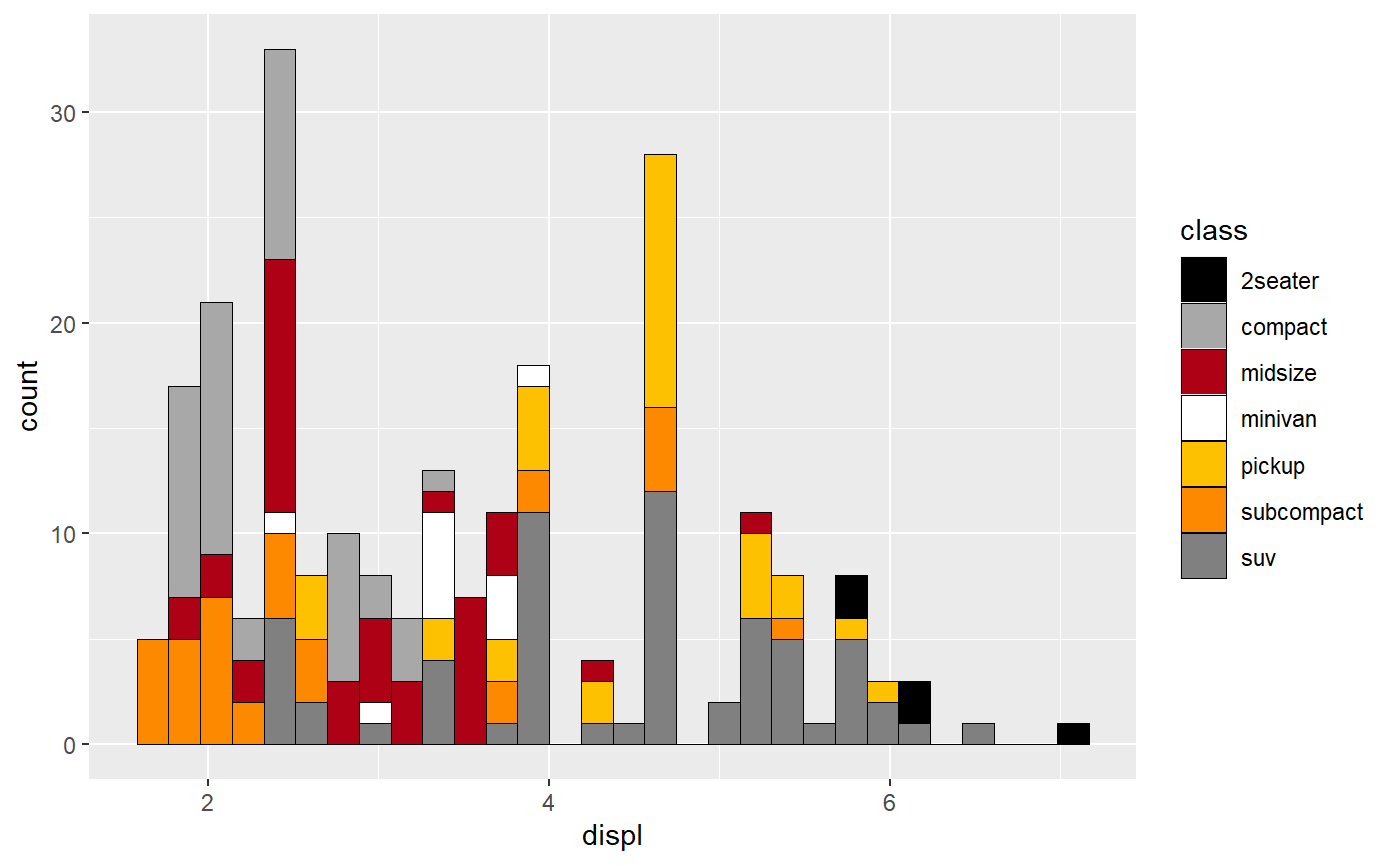 30
20
10
0
count
2
4
6
displ
class
2seater
compact
midsize
minivan
pickup
subcompact
suv